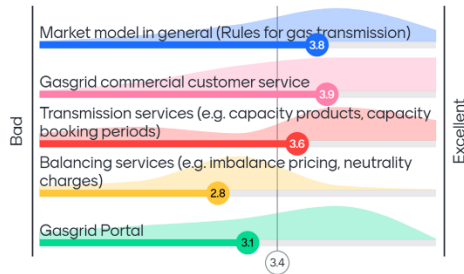 Market model in general (Rules for gas transmission)
3.8
Gasgrid commercial customer service
3.9
Transmission services (e.g. capacity products, capacity
booking periods)
3.6
Balancing services (e.g. imbalance pricing, neutrality
charges)
2.8
Gasgrid Portal
3.1
3.4
Bad
Excellent